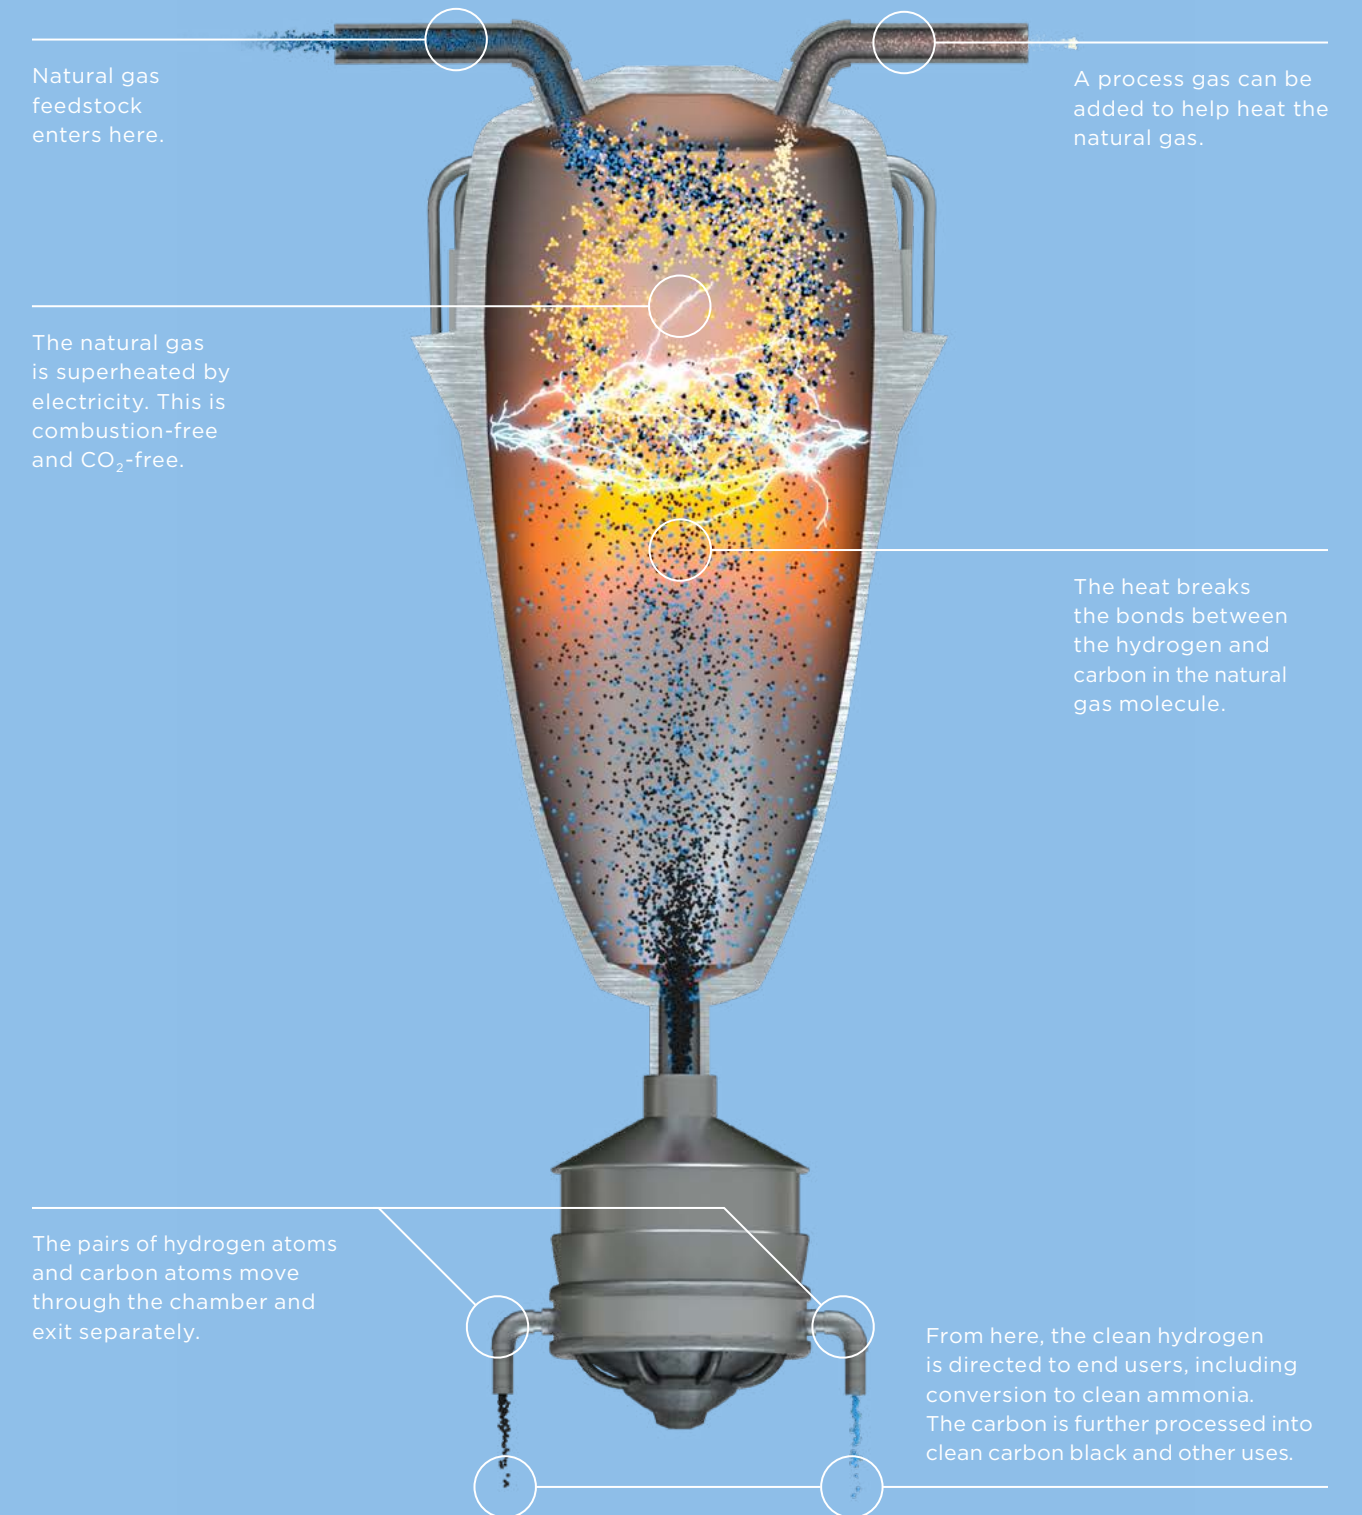 Natural gas
feedstock
enters here.
A process gas can be
added to help heat the
natural gas.
The natural gas
is superheated by
electricity. This is
combustion-free
and CO₂-free.
The heat breaks
the bonds between
the hydrogen and
carbon in the natural
gas molecule.
The pairs of hydrogen atoms
and carbon atoms move
through the chamber and
exit separately.
From here, the clean hydrogen
is directed to end users, including
conversion to clean ammonia.
The carbon is further processed into
clean carbon black and other uses.